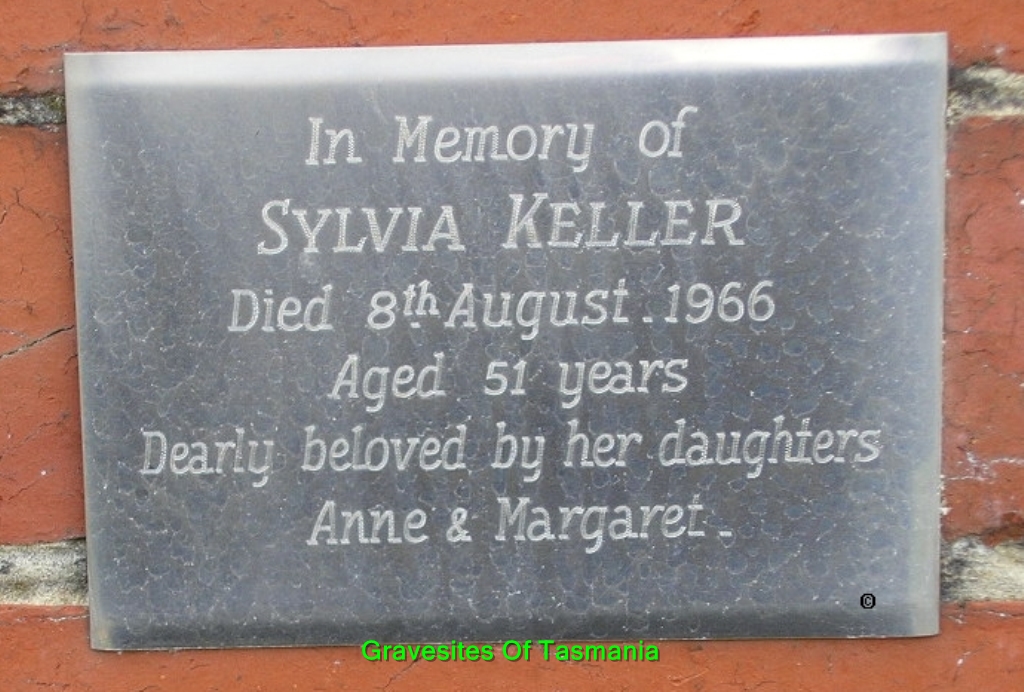 In Memory of
SYLVIA KELLER
Died 8th. August. 1966
Aged 51 years
Dearly beloved by her daughters
Anne & Margaret.
©
Gravesites Of Tasmania